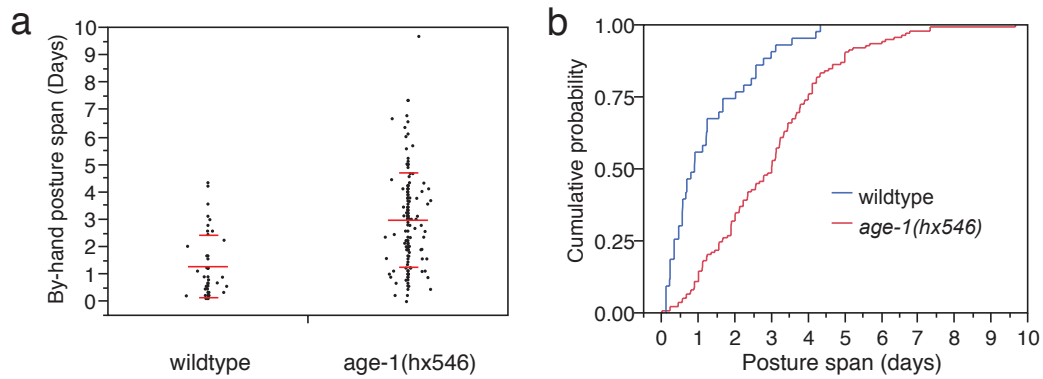 a
By-hand posture span (Days)
10
9
8
7
6
5
4
3
2
1
0
wildtype
age-1(hx546)
b
Cumulative probability
1.00
0.75
0.50
0.25
0.00
wildtype
age-1(hx546)
0 1 2 3 4 5 6 7 8 9 10
Posture span (days)